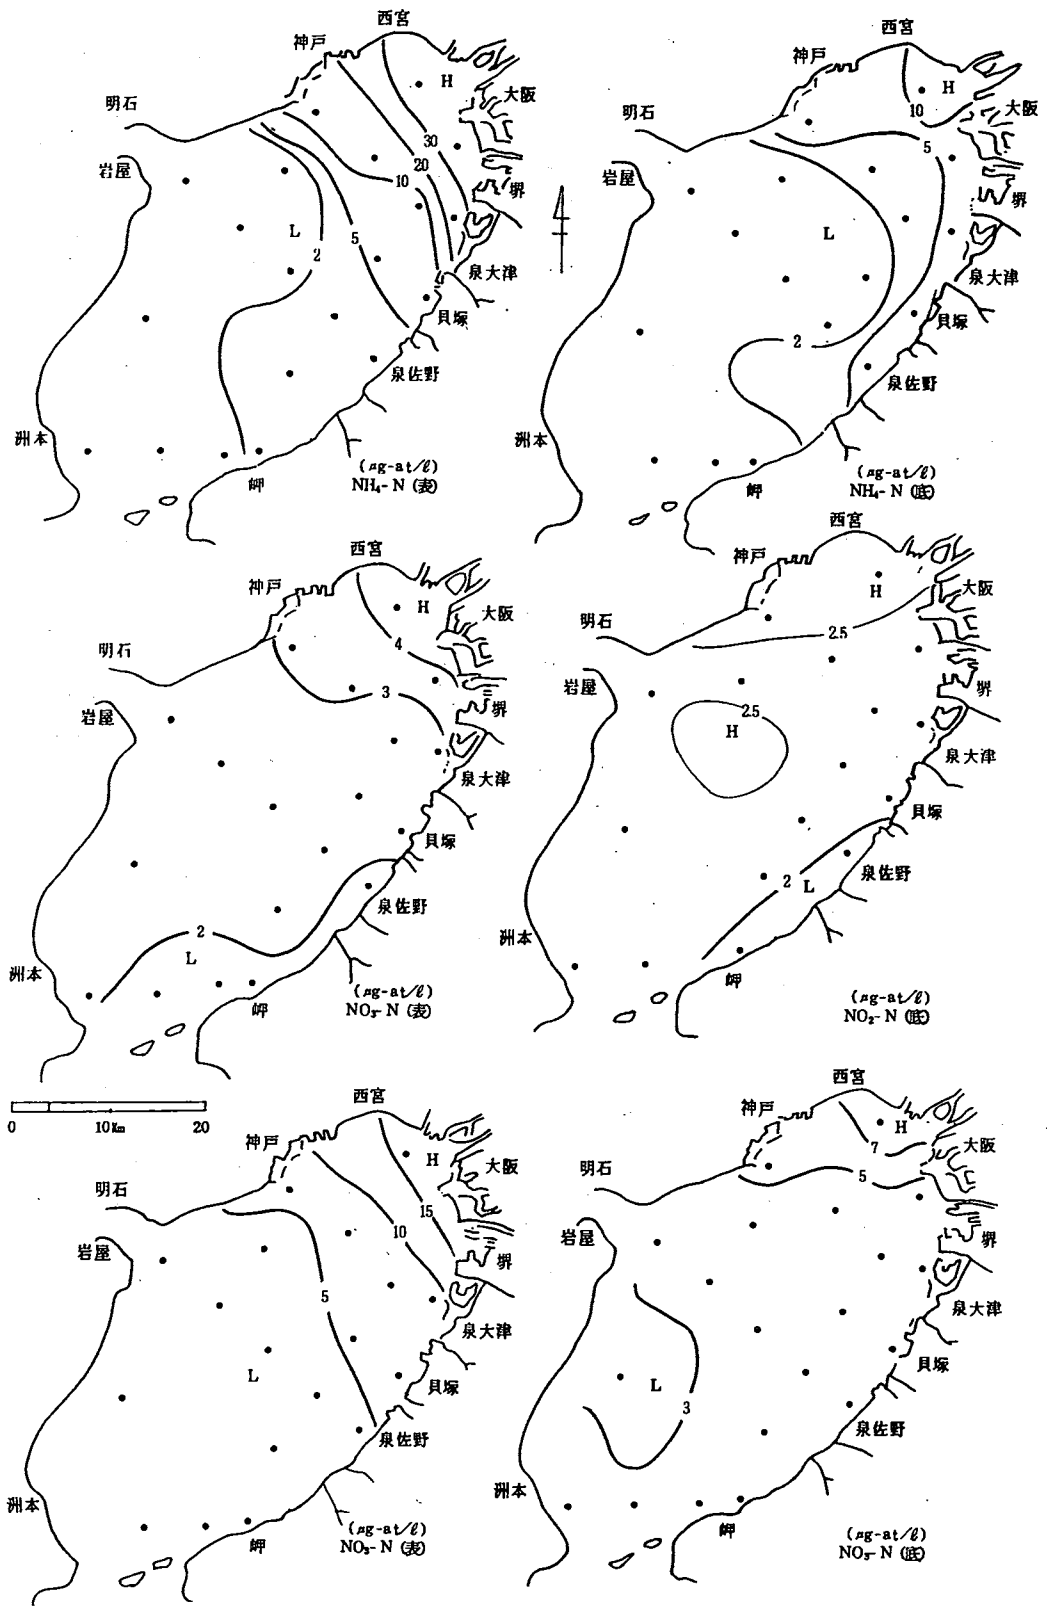 西宮
神戸
H
大阪
明石
30
20
10
岩屋
堺
L
5
2
泉大津
貝塚
泉佐野
洲本
岬
(μg-at/ℓ)
NH₄-N (表)
西宮
神戸
H
大阪
10
明石
5
岩屋
堺
L
泉大津
貝塚
2
泉佐野
洲本
岬
(μg-at/ℓ)
NH₄-N (底)
西宮
神戸
H
大阪
明石
4
3
岩屋
堺
泉大津
貝塚
泉佐野
2
L
洲本
岬
(μg-at/ℓ)
NO₃-N (表)
西宮
神戸
H
大阪
明石
2.5
岩屋
堺
2.5
H
泉大津
貝塚
泉佐野
2
L
洲本
岬
(μg-at/ℓ)
NO₂-N (底)
0 10Km 20
西宮
神戸
H
大阪
明石
15
10
岩屋
堺
5
泉大津
L
貝塚
泉佐野
洲本
岬
(μg-at/ℓ)
NO₃-N (表)
西宮
神戸
H
7
大阪
明石
5
岩屋
堺
泉大津
貝塚
L
3
泉佐野
洲本
岬
(μg-at/ℓ)
NO₃-N (底)